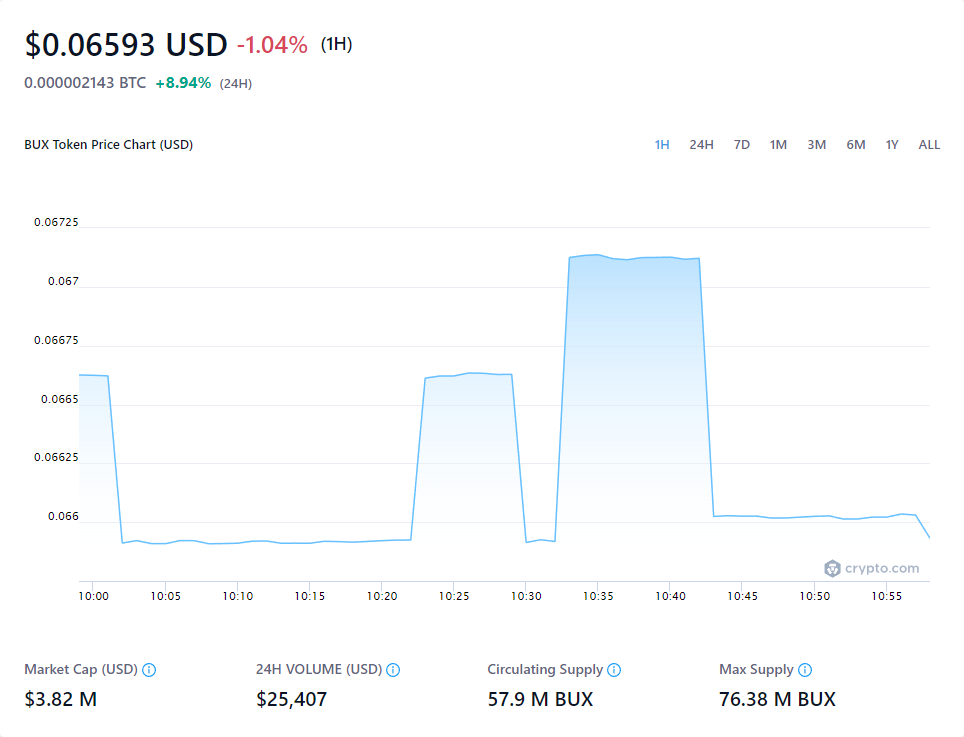 $0.06593 USD -1.04% (1H)
0.000002143 BTC +8.94% (24H)
BUX Token Price Chart (USD)
1H 24H 7D 1M 3M 6M 1Y ALL
0.06725
0.067
0.06675
0.0665
0.06625
0.066
crypto.com
10:00 10:05 10:10 10:15 10:20 10:25 10:30 10:35 10:40 10:45 10:50 10:55
Market Cap (USD) 24H VOLUME (USD) Circulating Supply Max Supply
$3.82 M $25,407 57.9 M BUX 76.38 M BUX